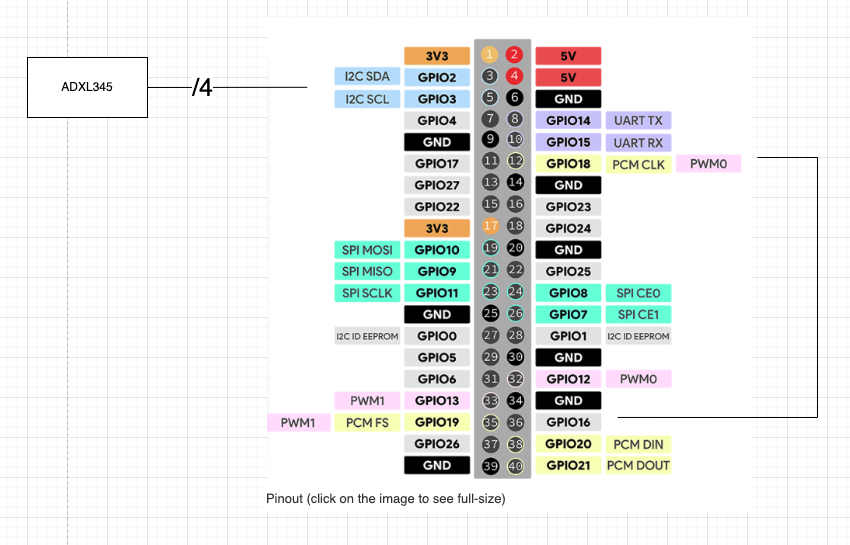 ADXL345
/4
3V3 1 2 5V
I2C SDA GPIO2 3 4 5V
I2C SCL GPIO3 5 6 GND
GPIO4 7 8 GPIO14 UART TX
GND 9 10 GPIO15 UART RX
GPIO17 11 12 GPIO18 PCM CLK PWM0
GPIO27 13 14 GND
GPIO22 15 16 GPIO23
3V3 17 18 GPIO24
SPI MOSI GPIO10 19 20 GND
SPI MISO GPIO9 21 22 GPIO25
SPI SCLK GPIO11 23 24 GPIO8 SPI CE0
GND 25 26 GPIO7 SPI CE1
I2C ID EEPROM GPIO0 27 28 GPIO1 I2C ID EEPROM
GPIO5 29 30 GND
GPIO6 31 32 GPIO12 PWM0
PWM1 GPIO13 33 34 GND
PWM1 PCM FS GPIO19 35 36 GPIO16
GPIO26 37 38 GPIO20 PCM DIN
GND 39 40 GPIO21 PCM DOUT
Pinout (click on the image to see full-size)